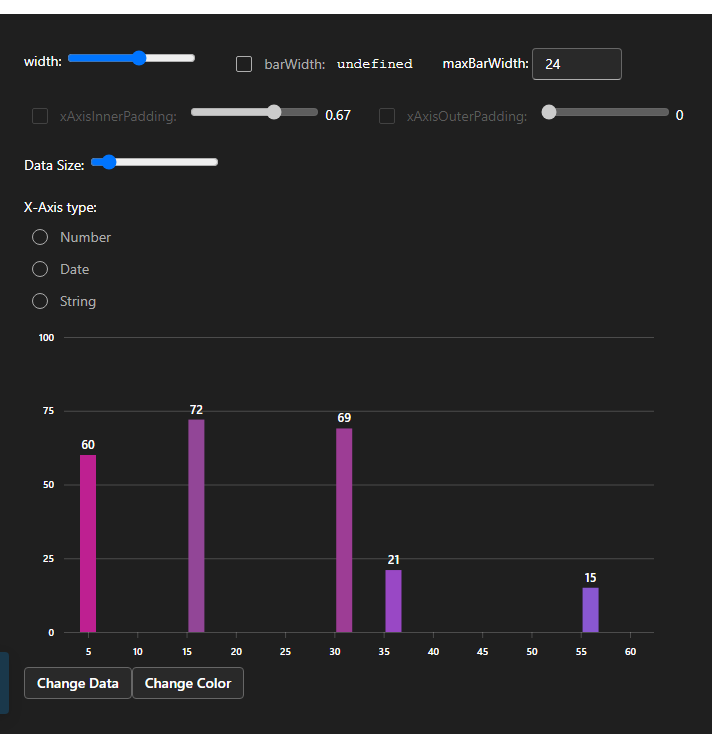 width: barWidth: undefined maxBarWidth: 24
xAxisInnerPadding: 0.67 xAxisOuterPadding: 0
Data Size:
X-Axis type:
Number
Date
String
100
75
50
25
0
60
72
69
21
15
5 10 15 20 25 30 35 40 45 50 55 60
Change Data Change Color